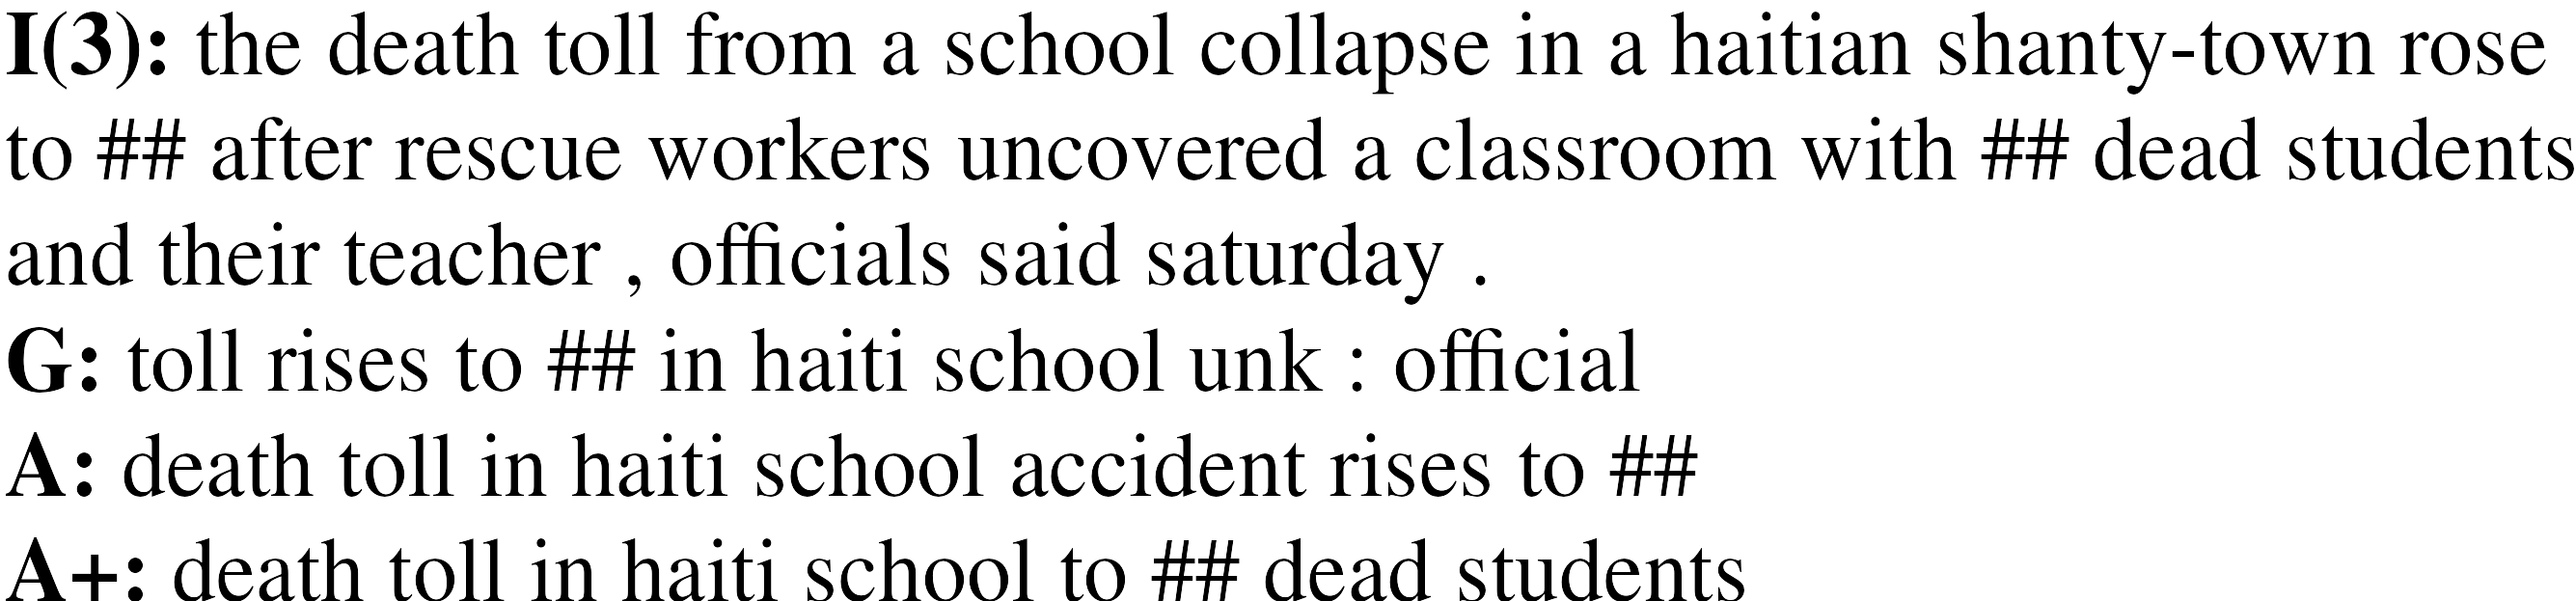 I(3): the death toll from a school collapse in a haitian shanty-town rose
to ## after rescue workers uncovered a classroom with ## dead students
and their teacher , officials said saturday .
G: toll rises to ## in haiti school unk : official
A: death toll in haiti school accident rises to ##
A+: death toll in haiti school to ## dead students